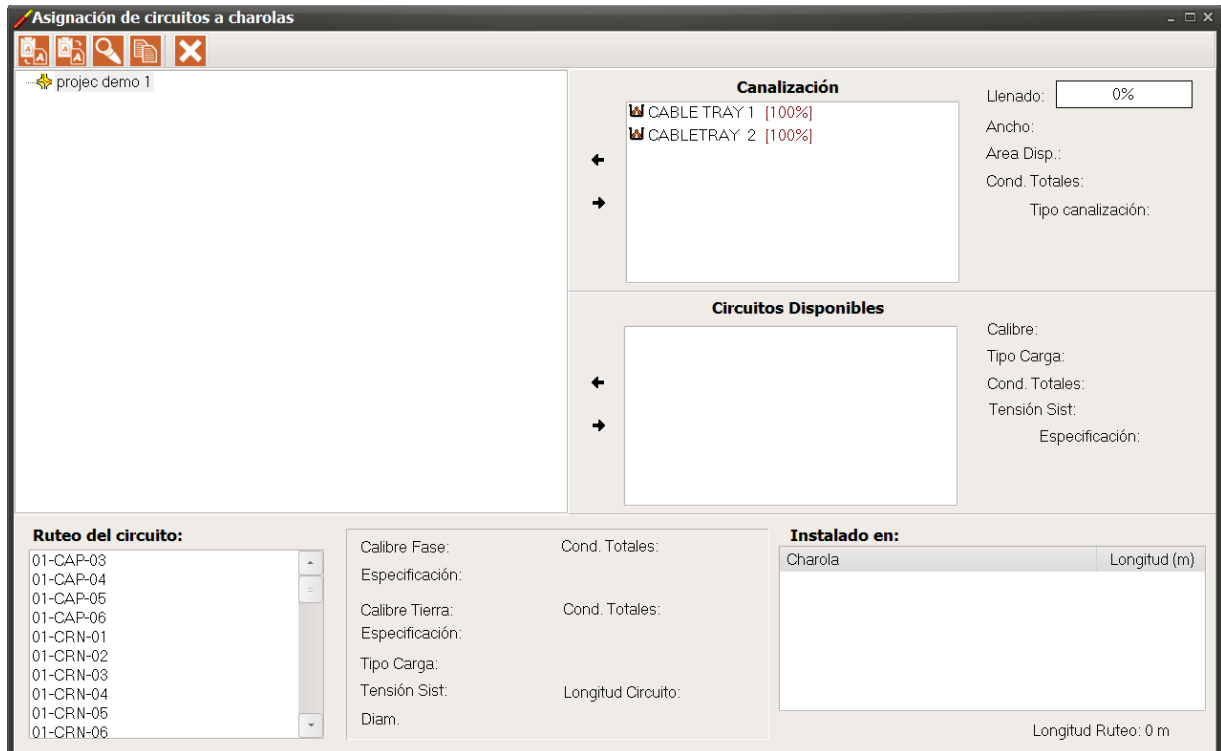 Asignación de circuitos a charolas
projec demo 1
Canalización
CABLE TRAY 1 [100%]
CABLETRAY 2 [100%]
Llenado: 0%
Ancho:
Area Disp.:
Cond. Totales:
Tipo canalización:
Circuitos Disponibles
Calibre:
Tipo Carga:
Cond. Totales:
Tensión Sist:
Especificación:
Ruteo del circuito:
01-CAP-03
01-CAP-04
01-CAP-05
01-CAP-06
01-CRN-01
01-CRN-02
01-CRN-03
01-CRN-04
01-CRN-05
01-CRN-06
Calibre Fase: Cond. Totales:
Especificación:
Calibre Tierra: Cond. Totales:
Especificación:
Tipo Carga:
Tensión Sist: Longitud Circuito:
Diam.
Instalado en:
Charola Longitud (m)
Longitud Ruteo: 0 m